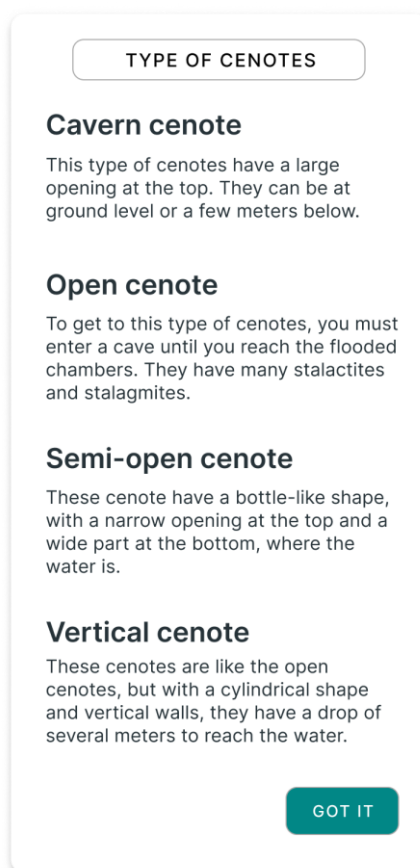 TYPE OF CENOTES
Cavern cenote
This type of cenotes have a large
opening at the top. They can be at
ground level or a few meters below.
Open cenote
To get to this type of cenotes, you must
enter a cave until you reach the flooded
chambers. They have many stalactites
and stalagmites.
Semi-open cenote
These cenote have a bottle-like shape,
with a narrow opening at the top and a
wide part at the bottom, where the
water is.
Vertical cenote
These cenotes are like the open
cenotes, but with a cylindrical shape
and vertical walls, they have a drop of
several meters to reach the water.
GOT IT